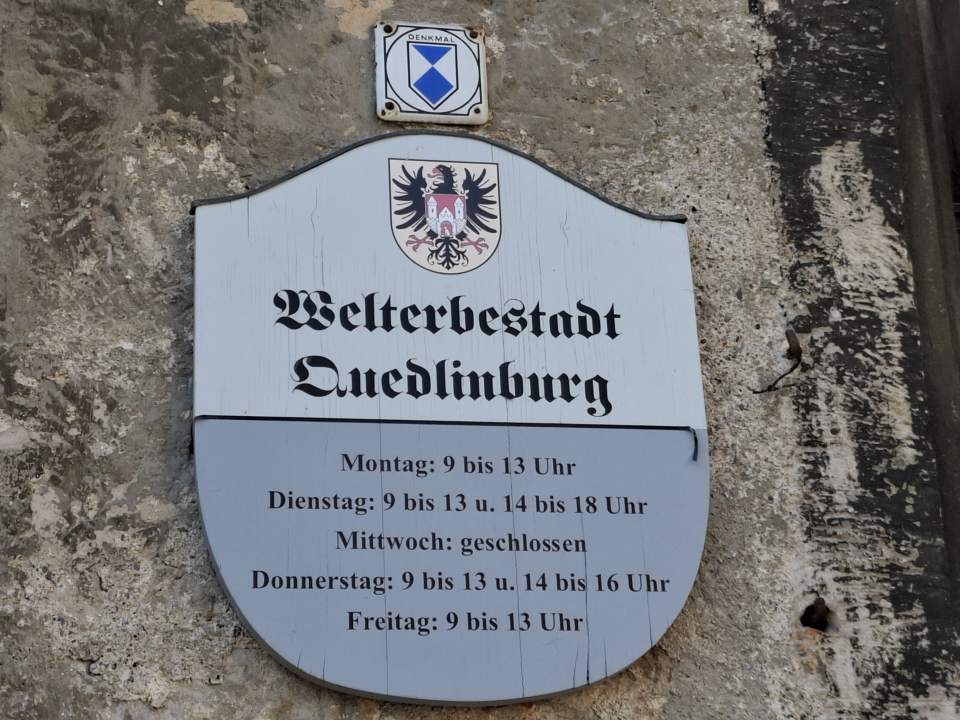 DENKMAL
Welterbestadt
Quedlinburg
Montag: 9 bis 13 Uhr
Dienstag: 9 bis 13 u. 14 bis 18 Uhr
Mittwoch: geschlossen
Donnerstag: 9 bis 13 u. 14 bis 16 Uhr
Freitag: 9 bis 13 Uhr